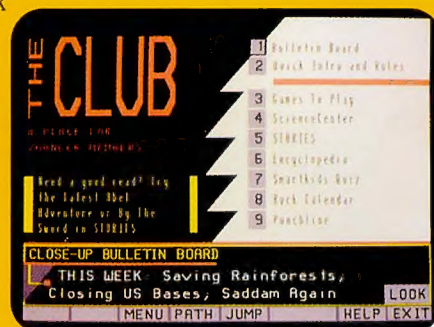 THE CLUB
A PLACE FOR
YOUNGER MEMBERS
Need a good read? Try
the latest Abel
Adventure or By The
Sword in STORIES
1 Bulletin Board
2 Quick Intro and Rules
3 Games To Play
4 ScienceCenter
5 STORIES
6 Encyclopedia
7 SmartKids Quiz
8 Rock Calendar
9 Punchline
CLOSE-UP BULLETIN BOARD
THIS WEEK: Saving Rainforests,
Closing US Bases; Saddam Again
LOOK
MENU PATH JUMP HELP EXIT